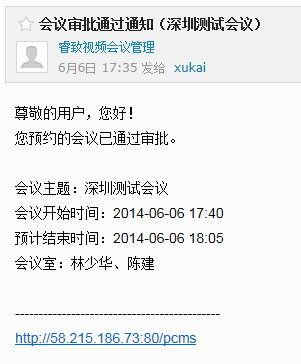 会议审批通过通知（深圳测试会议）
睿致视频会议管理
6月6日 17:35 发给 xukai
尊敬的用户，您好！
您预约的会议已通过审批。
会议主题：深圳测试会议
会议开始时间：2014-06-06 17:40
预计结束时间：2014-06-06 18:05
会议室：林少华、陈建
--------------------------------------------
http://58.215.186.73:80/pcms